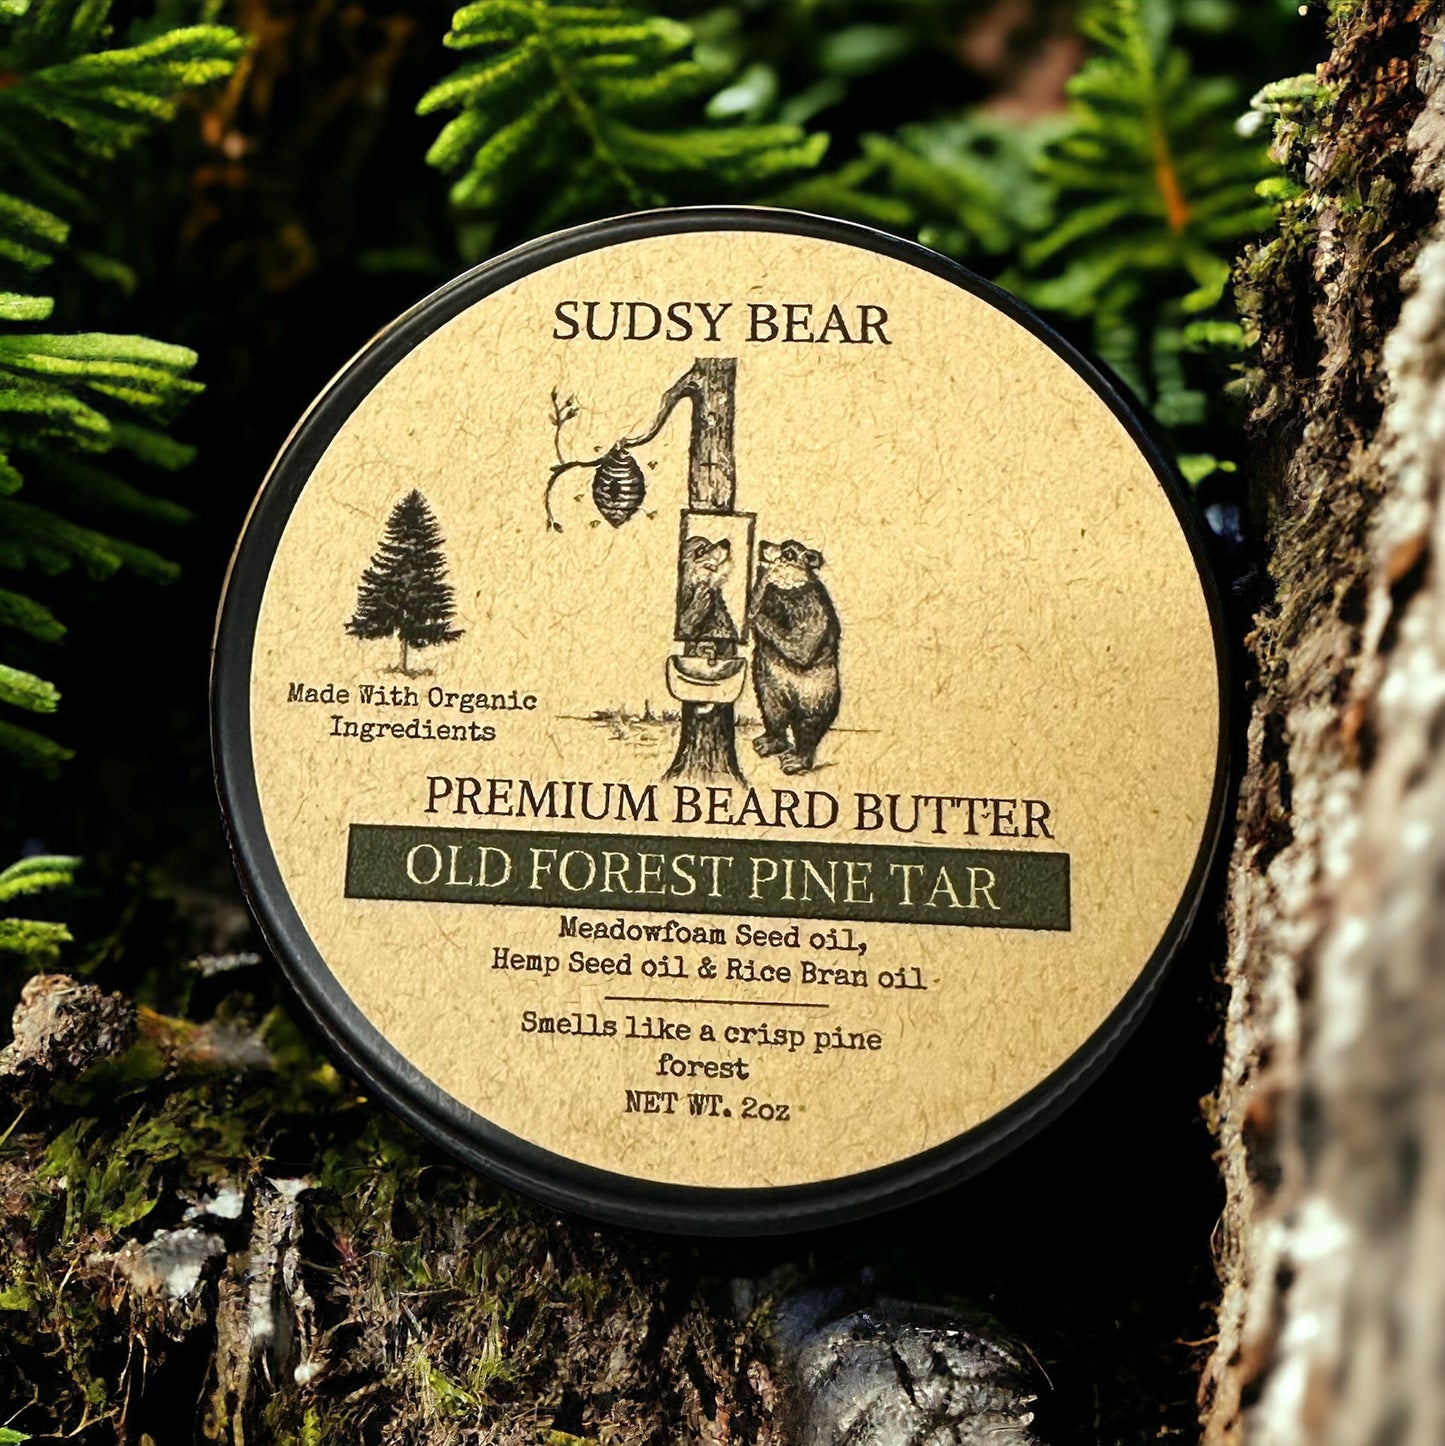 SUDSY BEAR
Made With Organic
Ingredients
PREMIUM BEARD BUTTER
OLD FOREST PINE TAR
Meadowfoam Seed oil,
Hemp Seed oil & Rice Bran oil
Smells like a crisp pine
forest
NET WT. 2oz